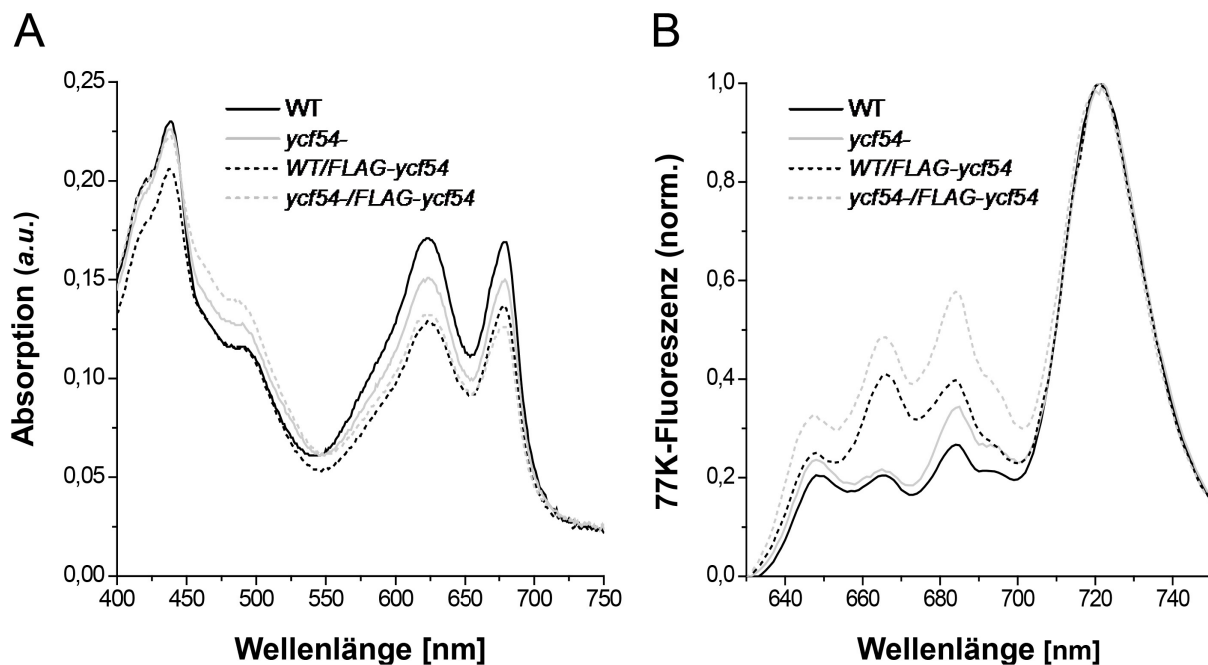 A
0,25
0,20
0,15
0,10
0,05
0,00
Absorption (a.u.)
WT
ycf54-
WT/FLAG-ycf54
ycf54-/FLAG-ycf54
400 450 500 550 600 650 700 750
Wellenlänge [nm]
B
1,0
0,8
0,6
0,4
0,2
0,0
77K-Fluoreszenz (norm.)
WT
ycf54-
WT/FLAG-ycf54
ycf54-/FLAG-ycf54
640 660 680 700 720 740
Wellenlänge [nm]